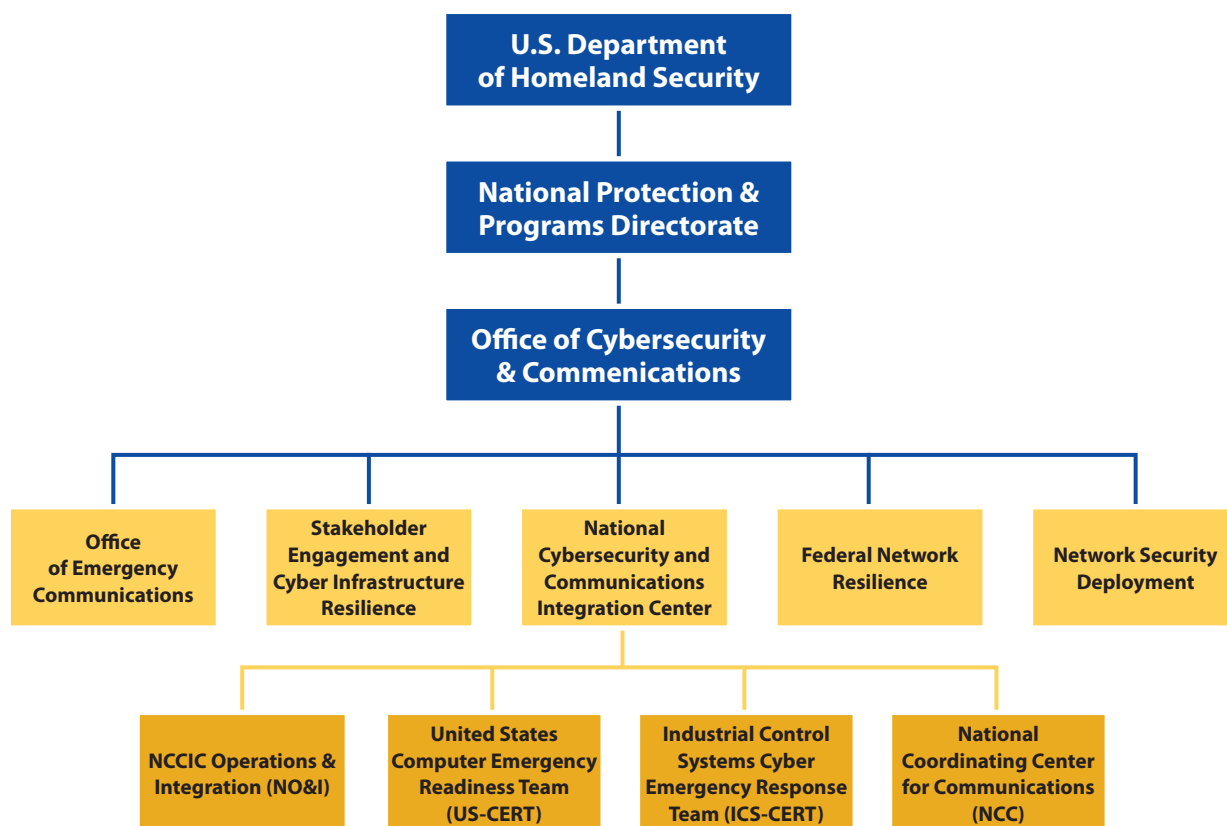 U.S. Department
of Homeland Security
National Protection &
Programs Directorate
Office of Cybersecurity
& Commenications
Office
of Emergency
Communications
Stakeholder
Engagement and
Cyber Infrastructure
Resilience
National
Cybersecurity and
Communications
Integration Center
Federal Network
Resilience
Network Security
Deployment
NCCIC Operations &
Integration (NO&I)
United States
Computer Emergency
Readiness Team
(US-CERT)
Industrial Control
Systems Cyber
Emergency Response
Team (ICS-CERT)
National
Coordinating Center
for Communications
(NCC)